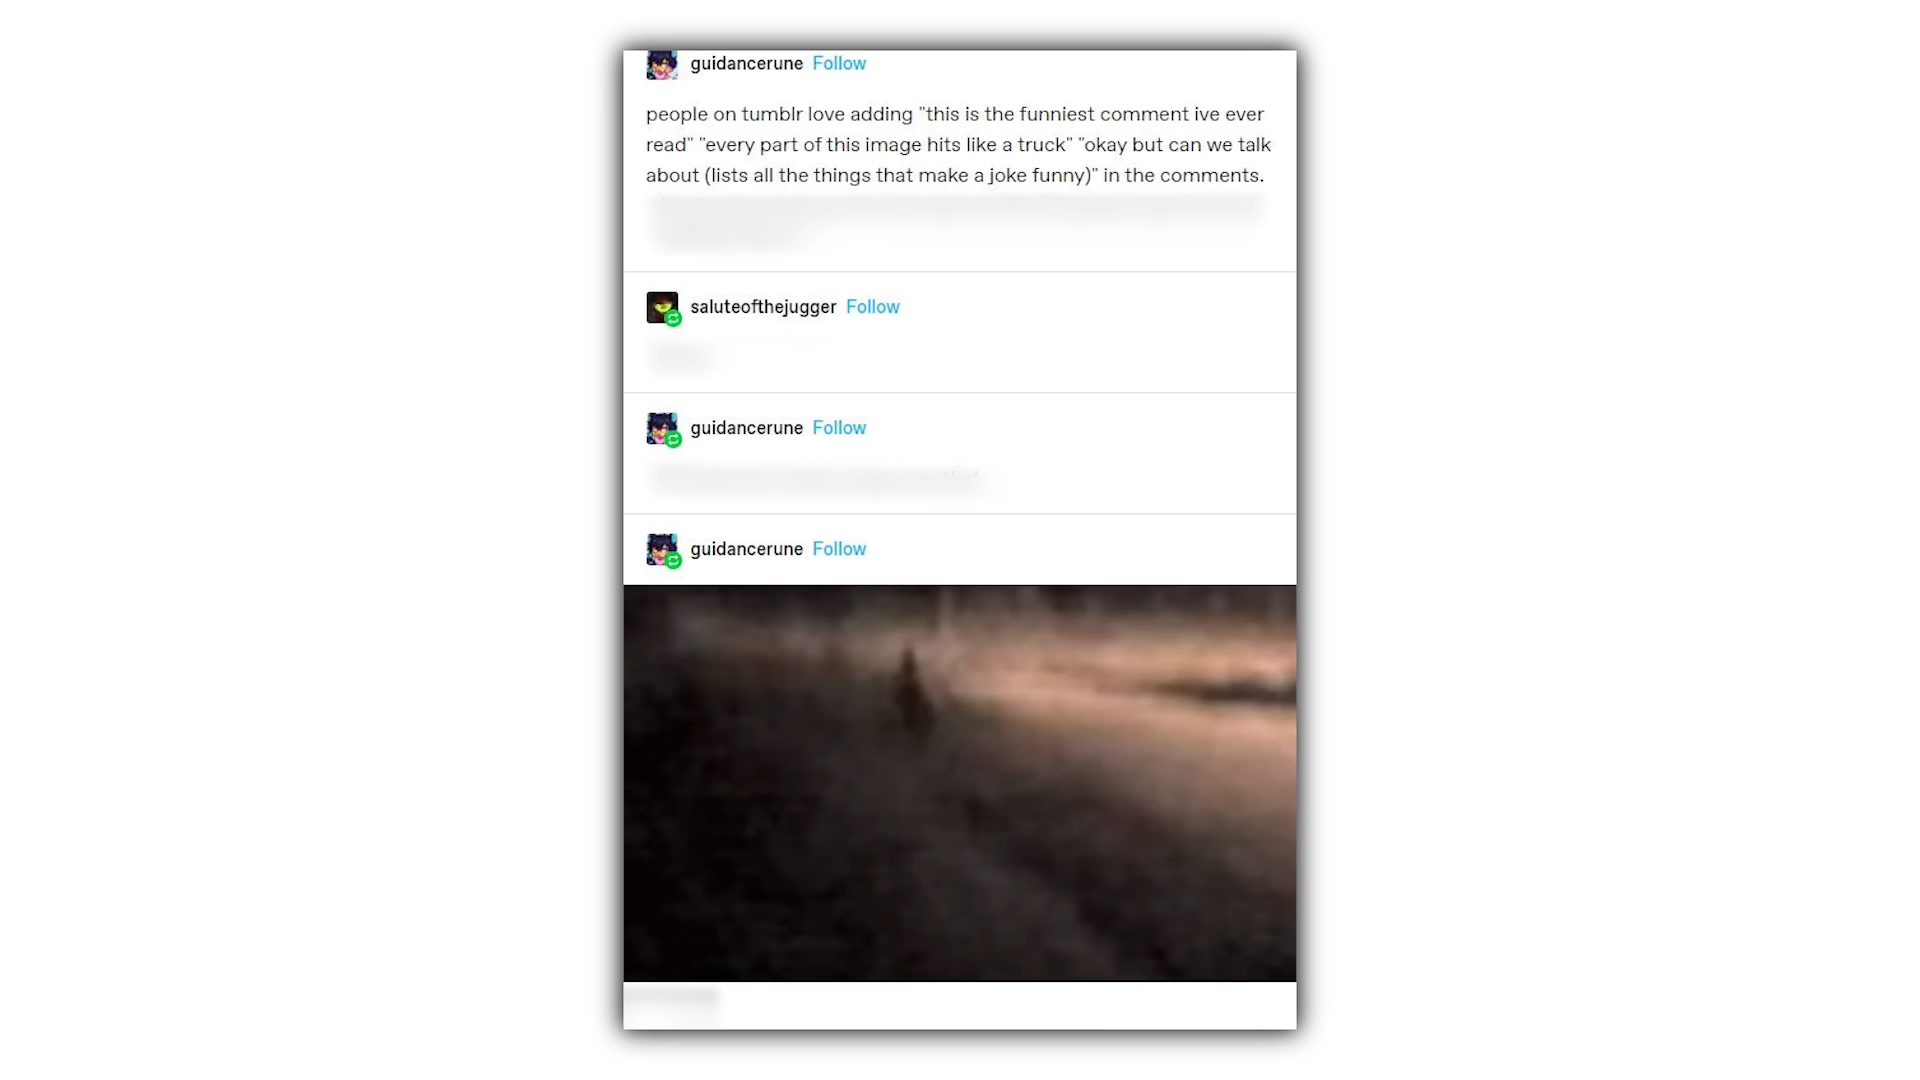 guidancerune Follow
people on tumblr love adding "this is the funniest comment ive ever
read" "every part of this image hits like a truck" "okay but can we talk
about (lists all the things that make a joke funny)" in the comments.
saluteofthejugger Follow
guidancerune Follow
guidancerune Follow